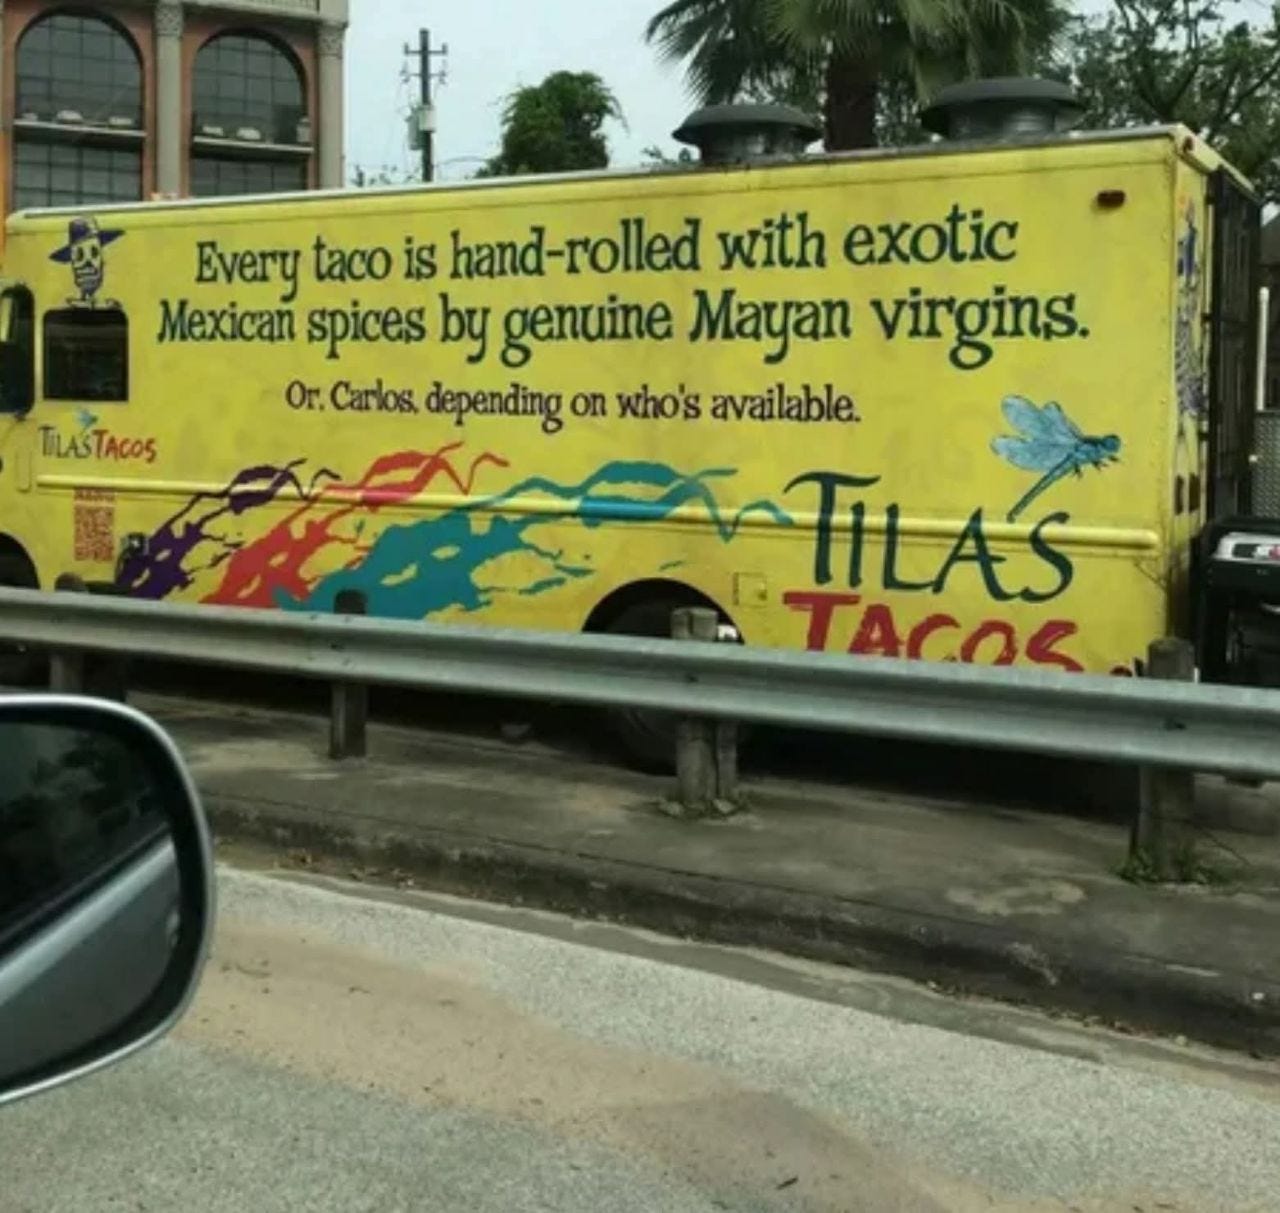 Every taco is hand-rolled with exotic
Mexican spices by genuine Mayan virgins.
Or, Carlos, depending on who's available.
TILA'S TACOS
TILA'S
TACOS